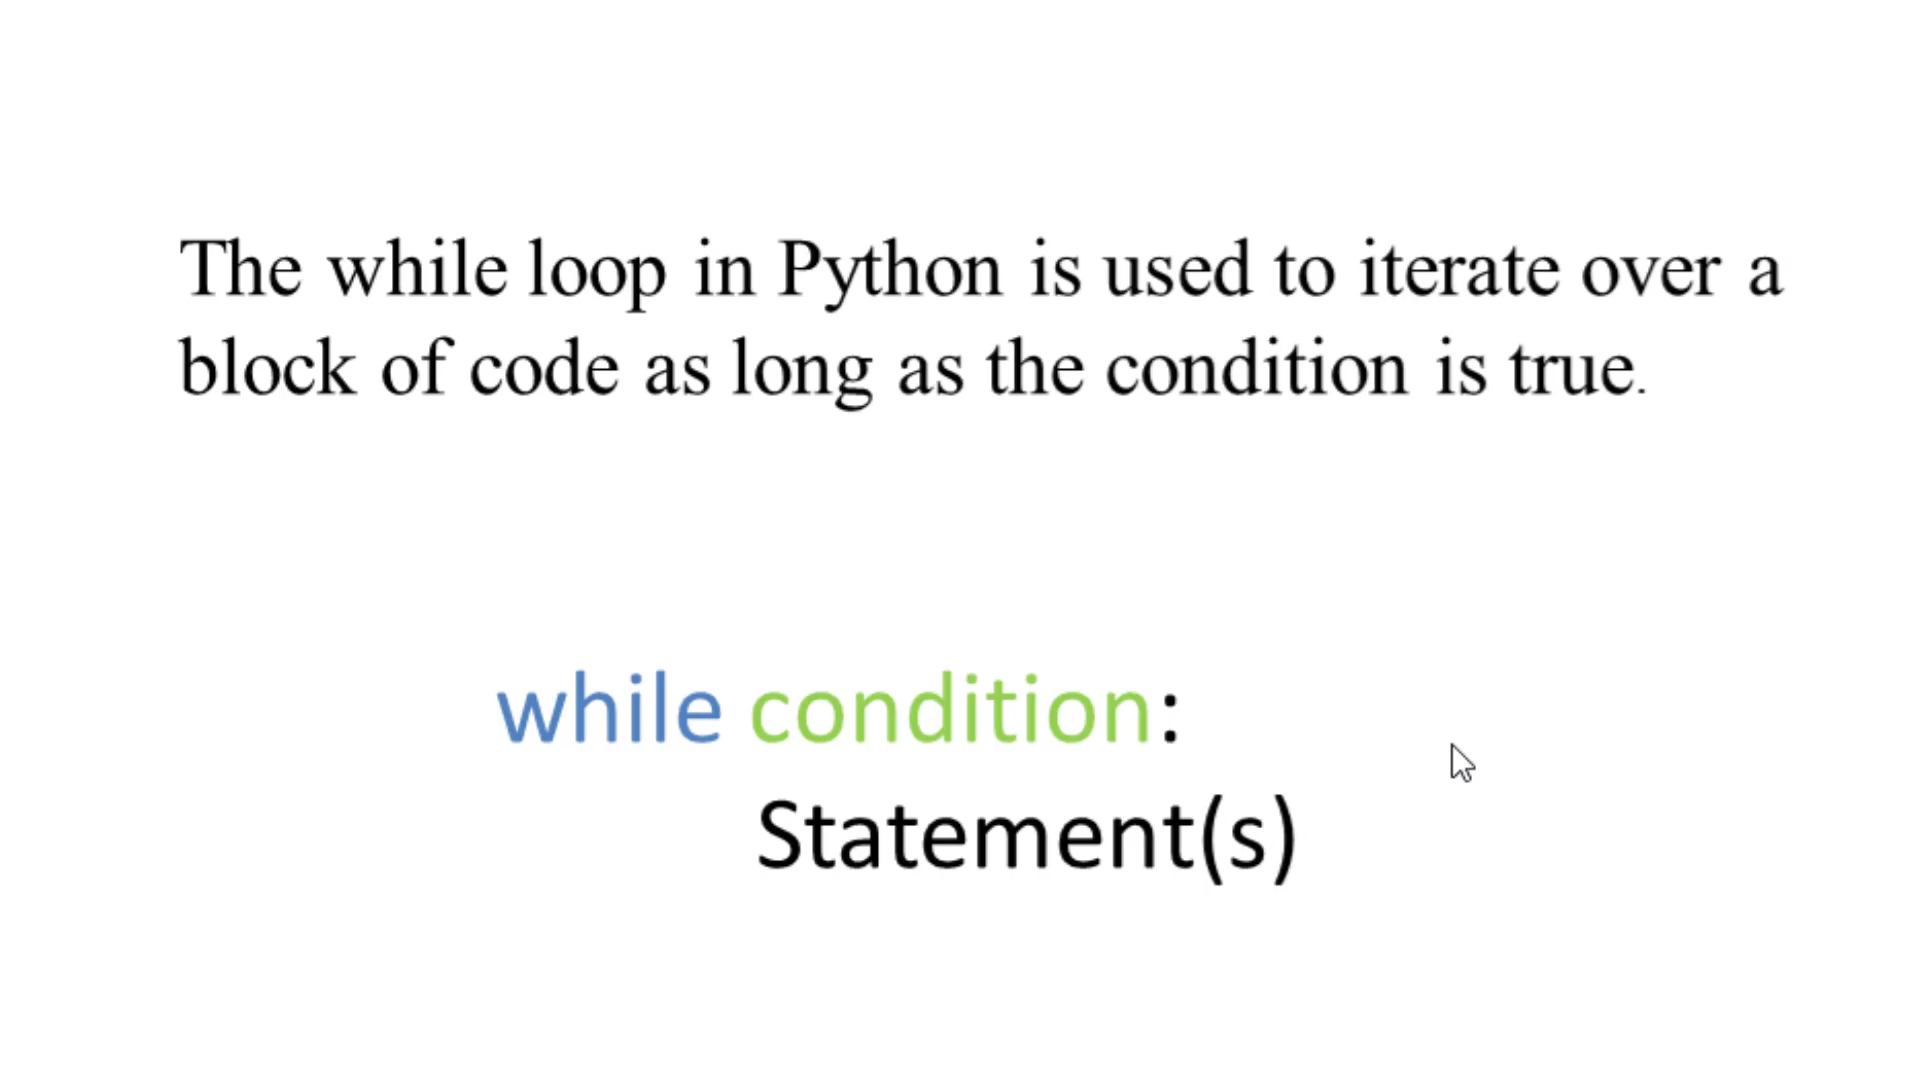 The while loop in Python is used to iterate over a
block of code as long as the condition is true.
while condition:
Statement(s)